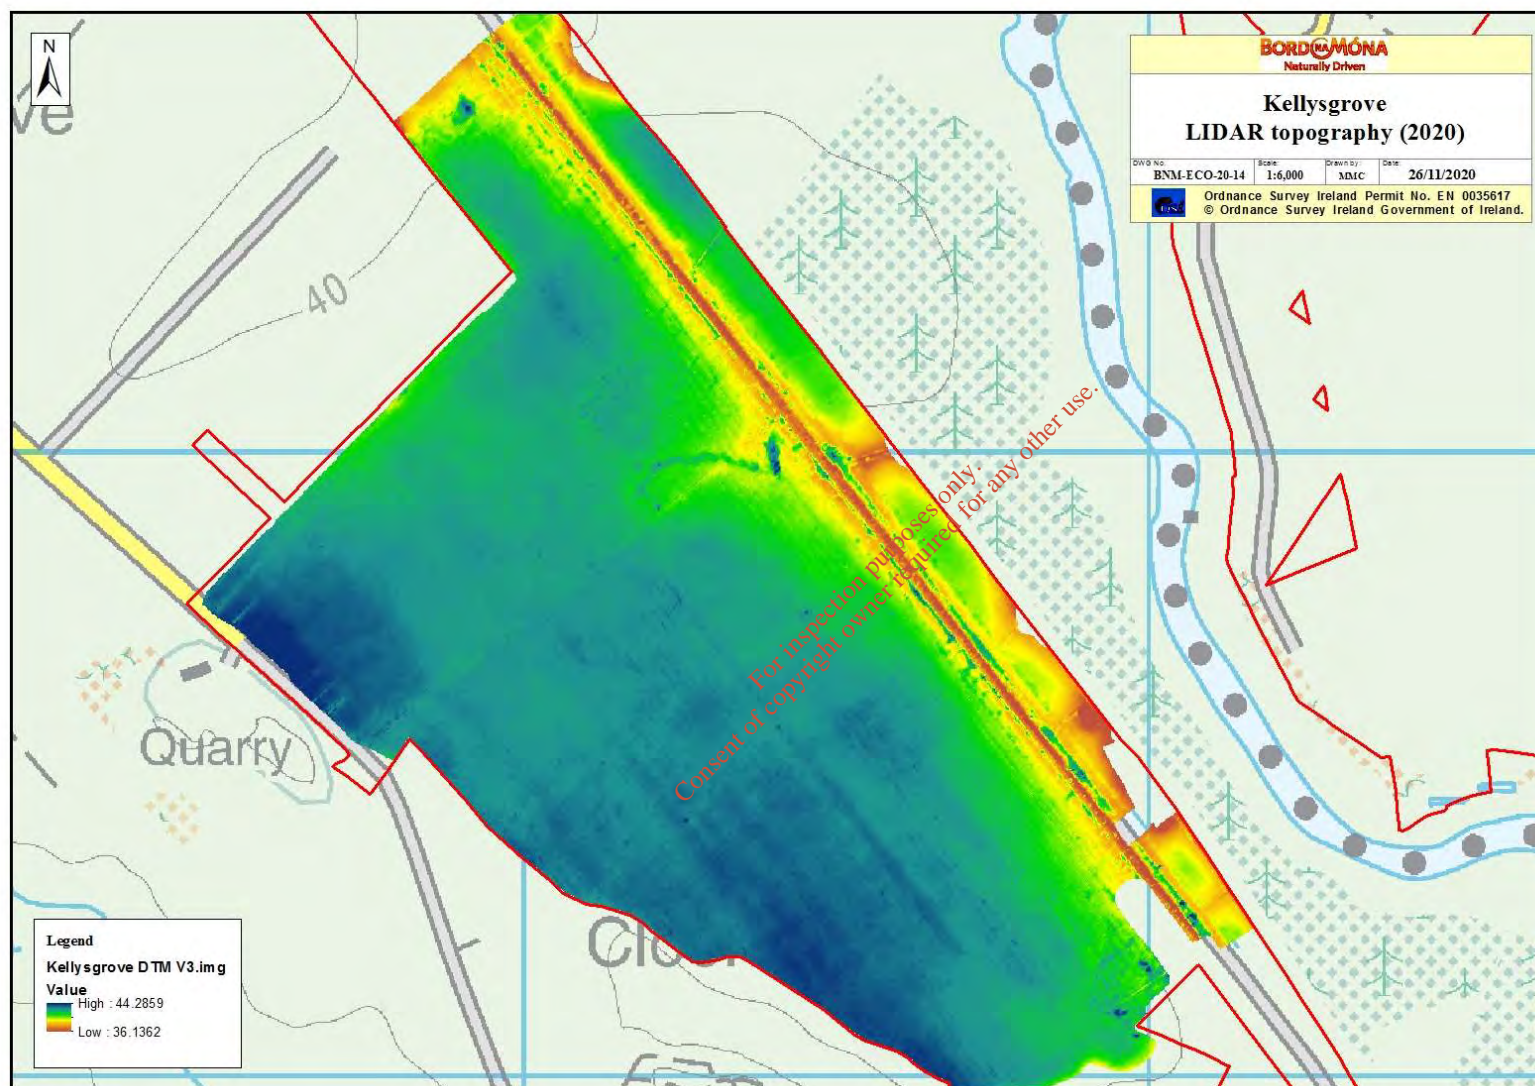 N
ve
40
BORD NA MÓNA
Naturally Driven
Kellysgrove
LIDAR topography (2020)
DWG No. Scale: Drawn by: Date:
BNM-ECO-20-14 1:6,000 MMC 26/11/2020
Ordnance Survey Ireland Permit No. EN 0035617
© Ordnance Survey Ireland Government of Ireland.
For inspection purposes only.
Consent of copyright owner required for any other use.
Quarry
Legend
Kellysgrove DTM V3.img
Value
High : 44.2859
Low : 36.1362